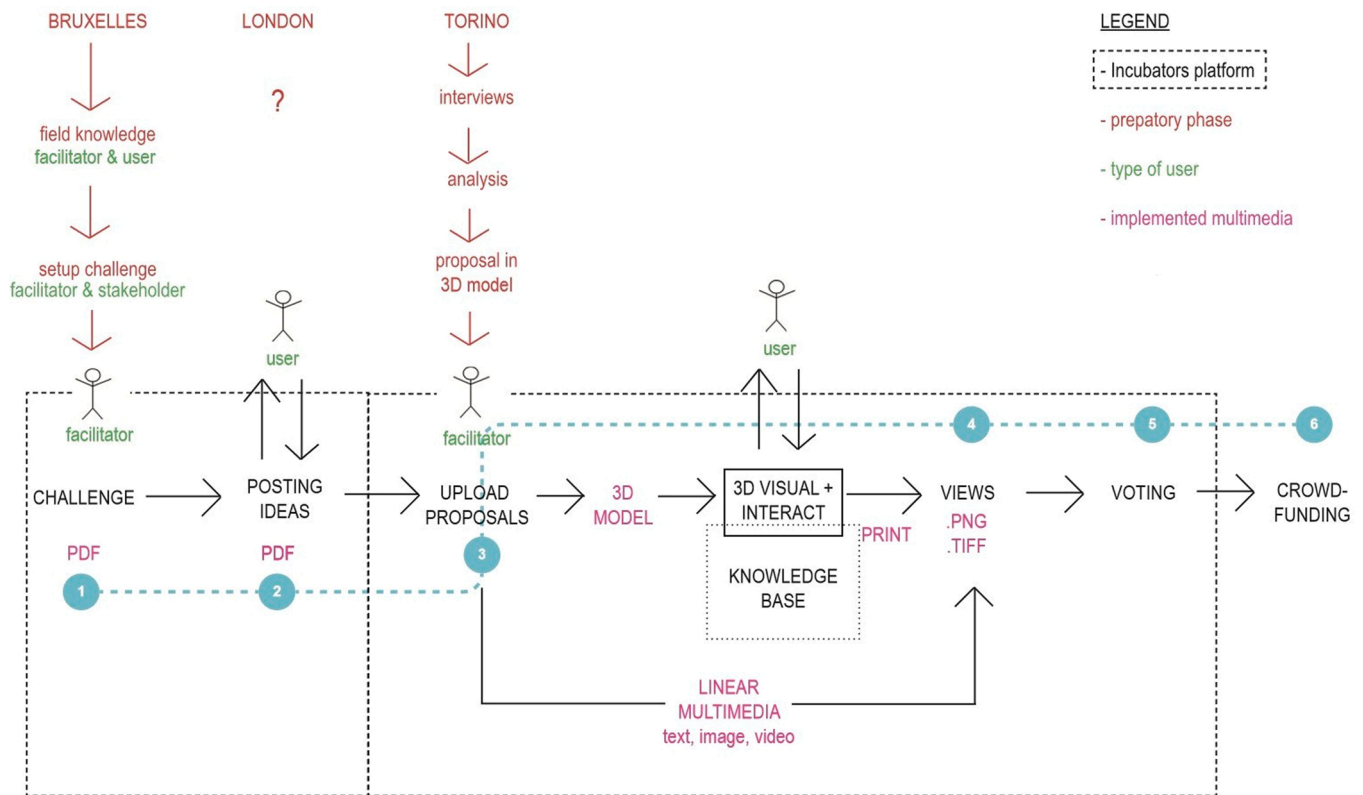 BRUXELLES
LONDON
TORINO
LEGEND
- Incubators platform
- prepatory phase
- type of user
- implemented multimedia
?
interviews
field knowledge
facilitator & user
analysis
setup challenge
facilitator & stakeholder
proposal in
3D model
user
user
facilitator
facilitator
4
5
6
CHALLENGE
POSTING
IDEAS
UPLOAD
PROPOSALS
3D
MODEL
3D VISUAL +
INTERACT
VIEWS
.PNG
.TIFF
VOTING
CROWD-
FUNDING
PRINT
PDF
PDF
1
2
3
KNOWLEDGE
BASE
LINEAR
MULTIMEDIA
text, image, video